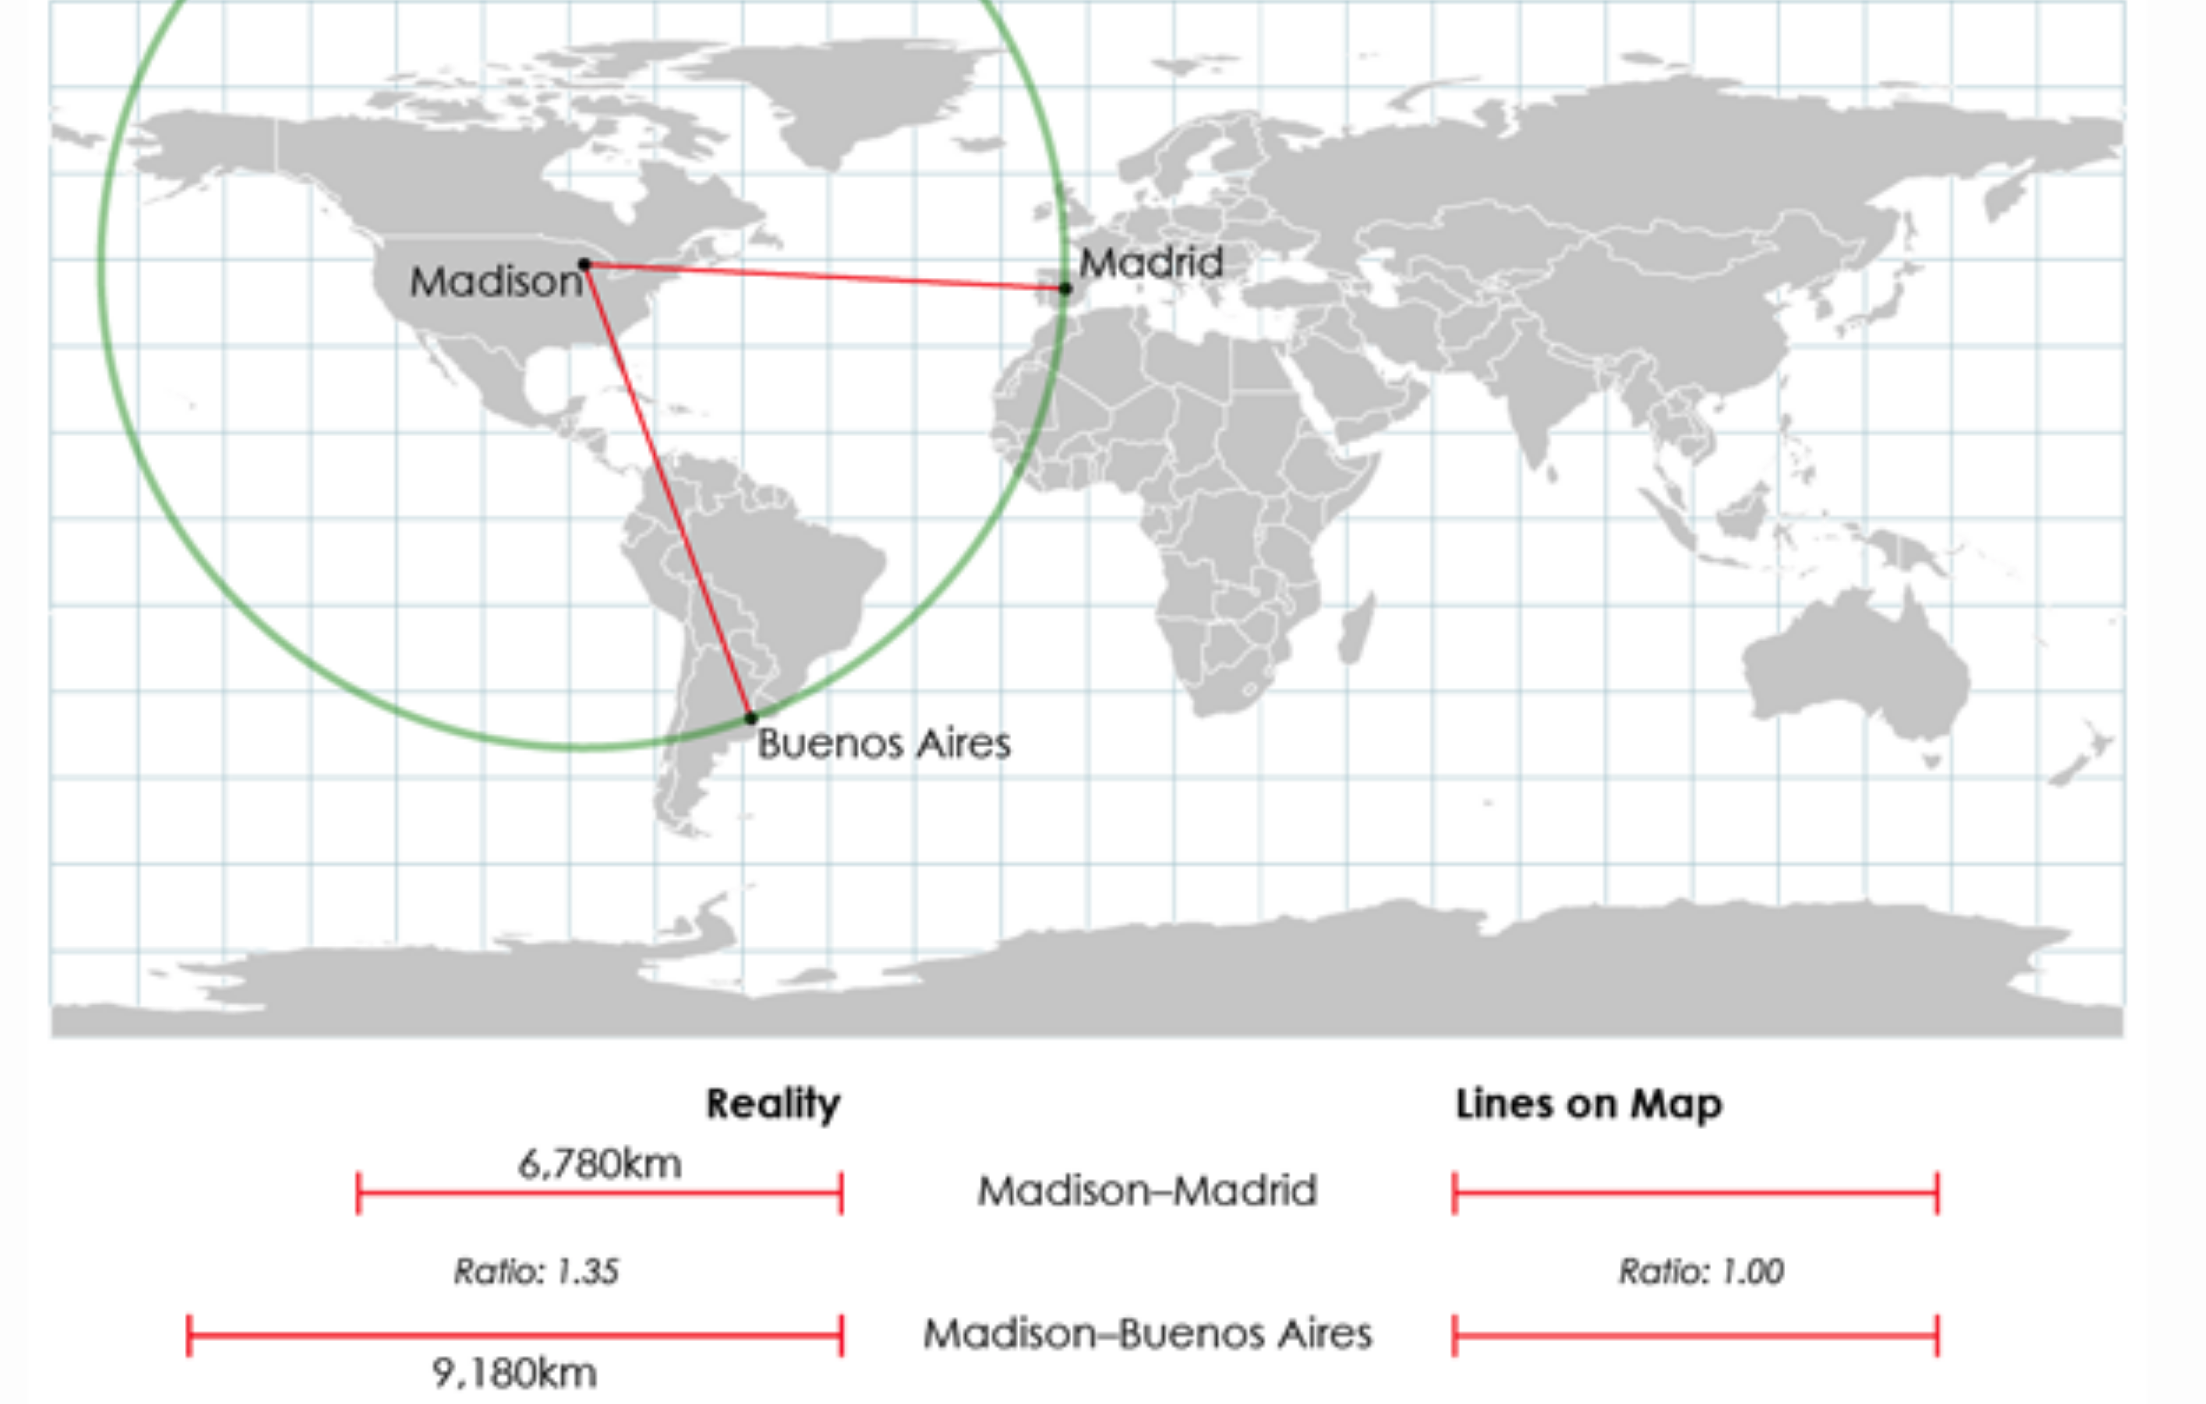 Madrid
Madison
Buenos Aires
Reality
Lines on Map
6,780km
Madison–Madrid
Ratio: 1.35
Ratio: 1.00
Madison–Buenos Aires
9,180km